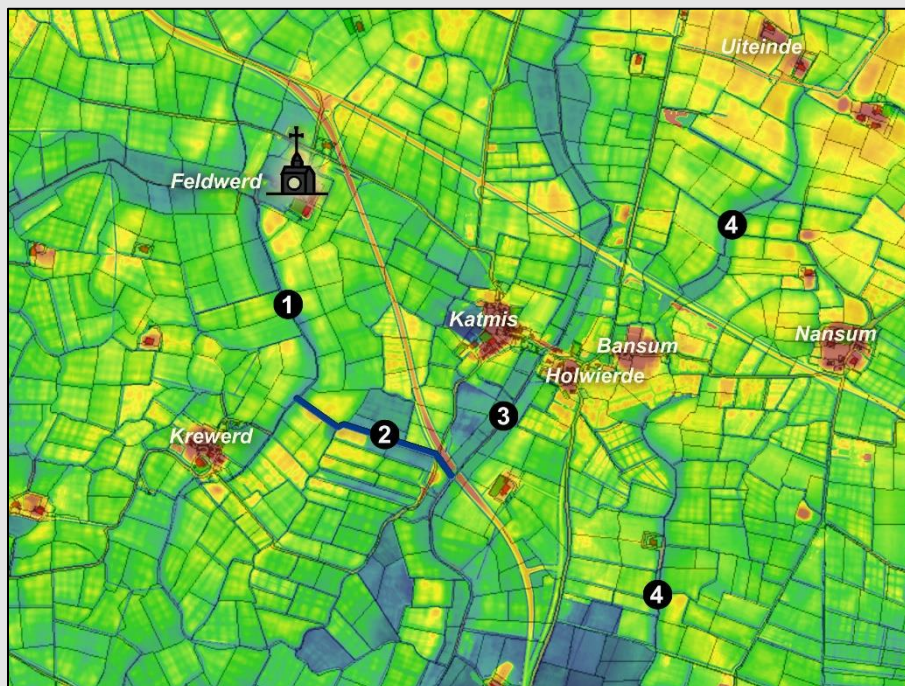 Uiteinde
Feldwerd
4
1
Katmis
Bansum
Nansum
Holwierde
3
Krewerd
2
4